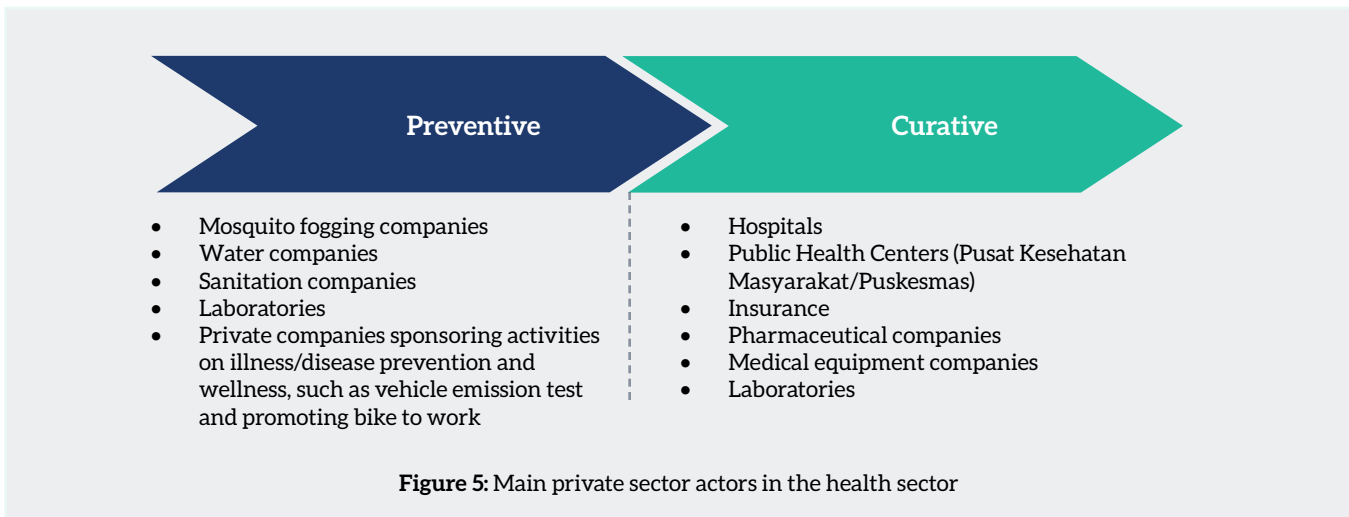 Preventive
Curative
• Mosquito fogging companies
• Water companies
• Sanitation companies
• Laboratories
• Private companies sponsoring activities
on illness/disease prevention and
wellness, such as vehicle emission test
and promoting bike to work
• Hospitals
• Public Health Centers (Pusat Kesehatan
Masyarakat/Puskesmas)
• Insurance
• Pharmaceutical companies
• Medical equipment companies
• Laboratories
Figure 5: Main private sector actors in the health sector